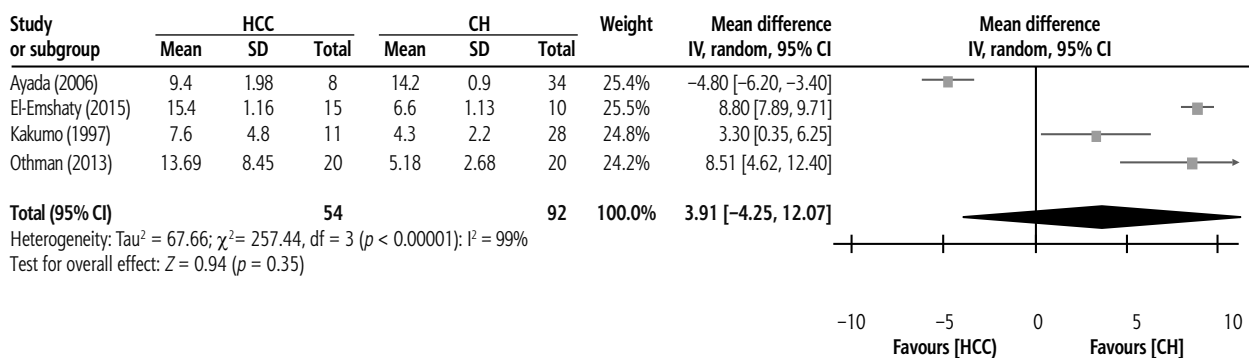 Study HCC CH Weight Mean difference Mean difference
or subgroup Mean SD Total Mean SD Total IV, random, 95% CI IV, random, 95% CI
Ayada (2006) 9.4 1.98 8 14.2 0.9 34 25.4% −4.80 [−6.20, −3.40]
El-Emshaty (2015) 15.4 1.16 15 6.6 1.13 10 25.5% 8.80 [7.89, 9.71]
Kakumo (1997) 7.6 4.8 11 4.3 2.2 28 24.8% 3.30 [0.35, 6.25]
Othman (2013) 13.69 8.45 20 5.18 2.68 20 24.2% 8.51 [4.62, 12.40]
Total (95% CI) 54 92 100.0% 3.91 [−4.25, 12.07]
Heterogeneity: Tau² = 67.66; χ²= 257.44, df = 3 (p < 0.00001): I² = 99%
Test for overall effect: Z = 0.94 (p = 0.35)
−10 −5 0 5 10
Favours [HCC) Favours [CH]